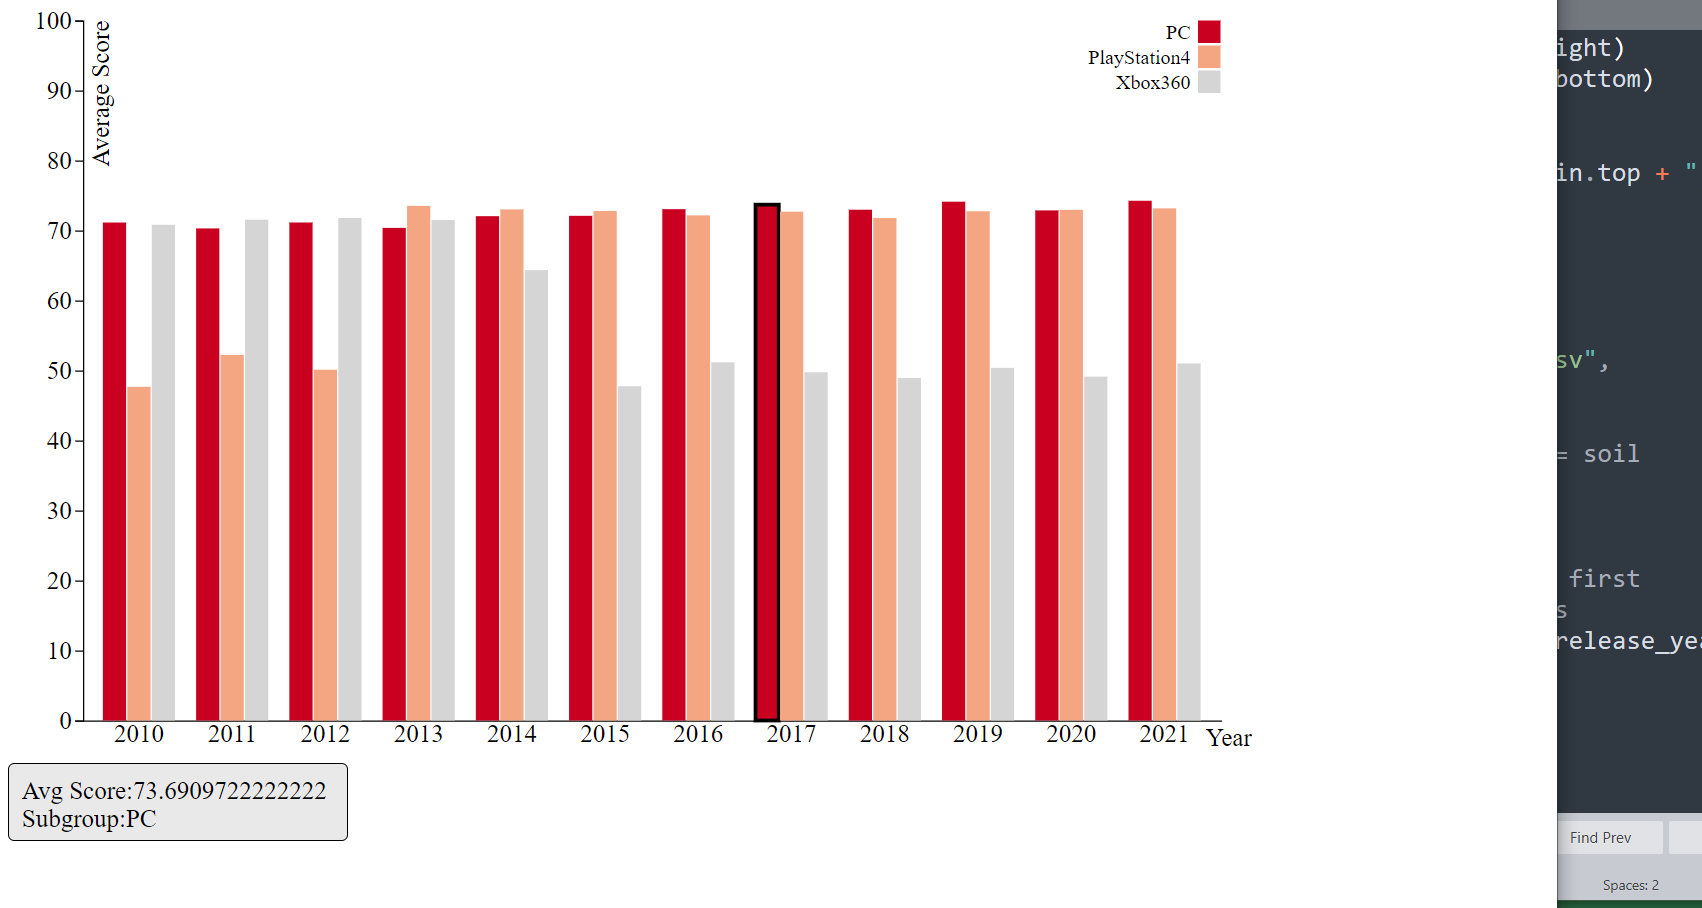 100
90
80
70
60
50
40
30
20
10
0
Average Score
PC
PlayStation4
Xbox360
2010 2011 2012 2013 2014 2015 2016 2017 2018 2019 2020 2021
Year
Avg Score:73.6909722222222
Subgroup:PC
ight)
bottom)
in.top + "
sv",
= soil
first
s
release_yea
Find Prev
Spaces: 2